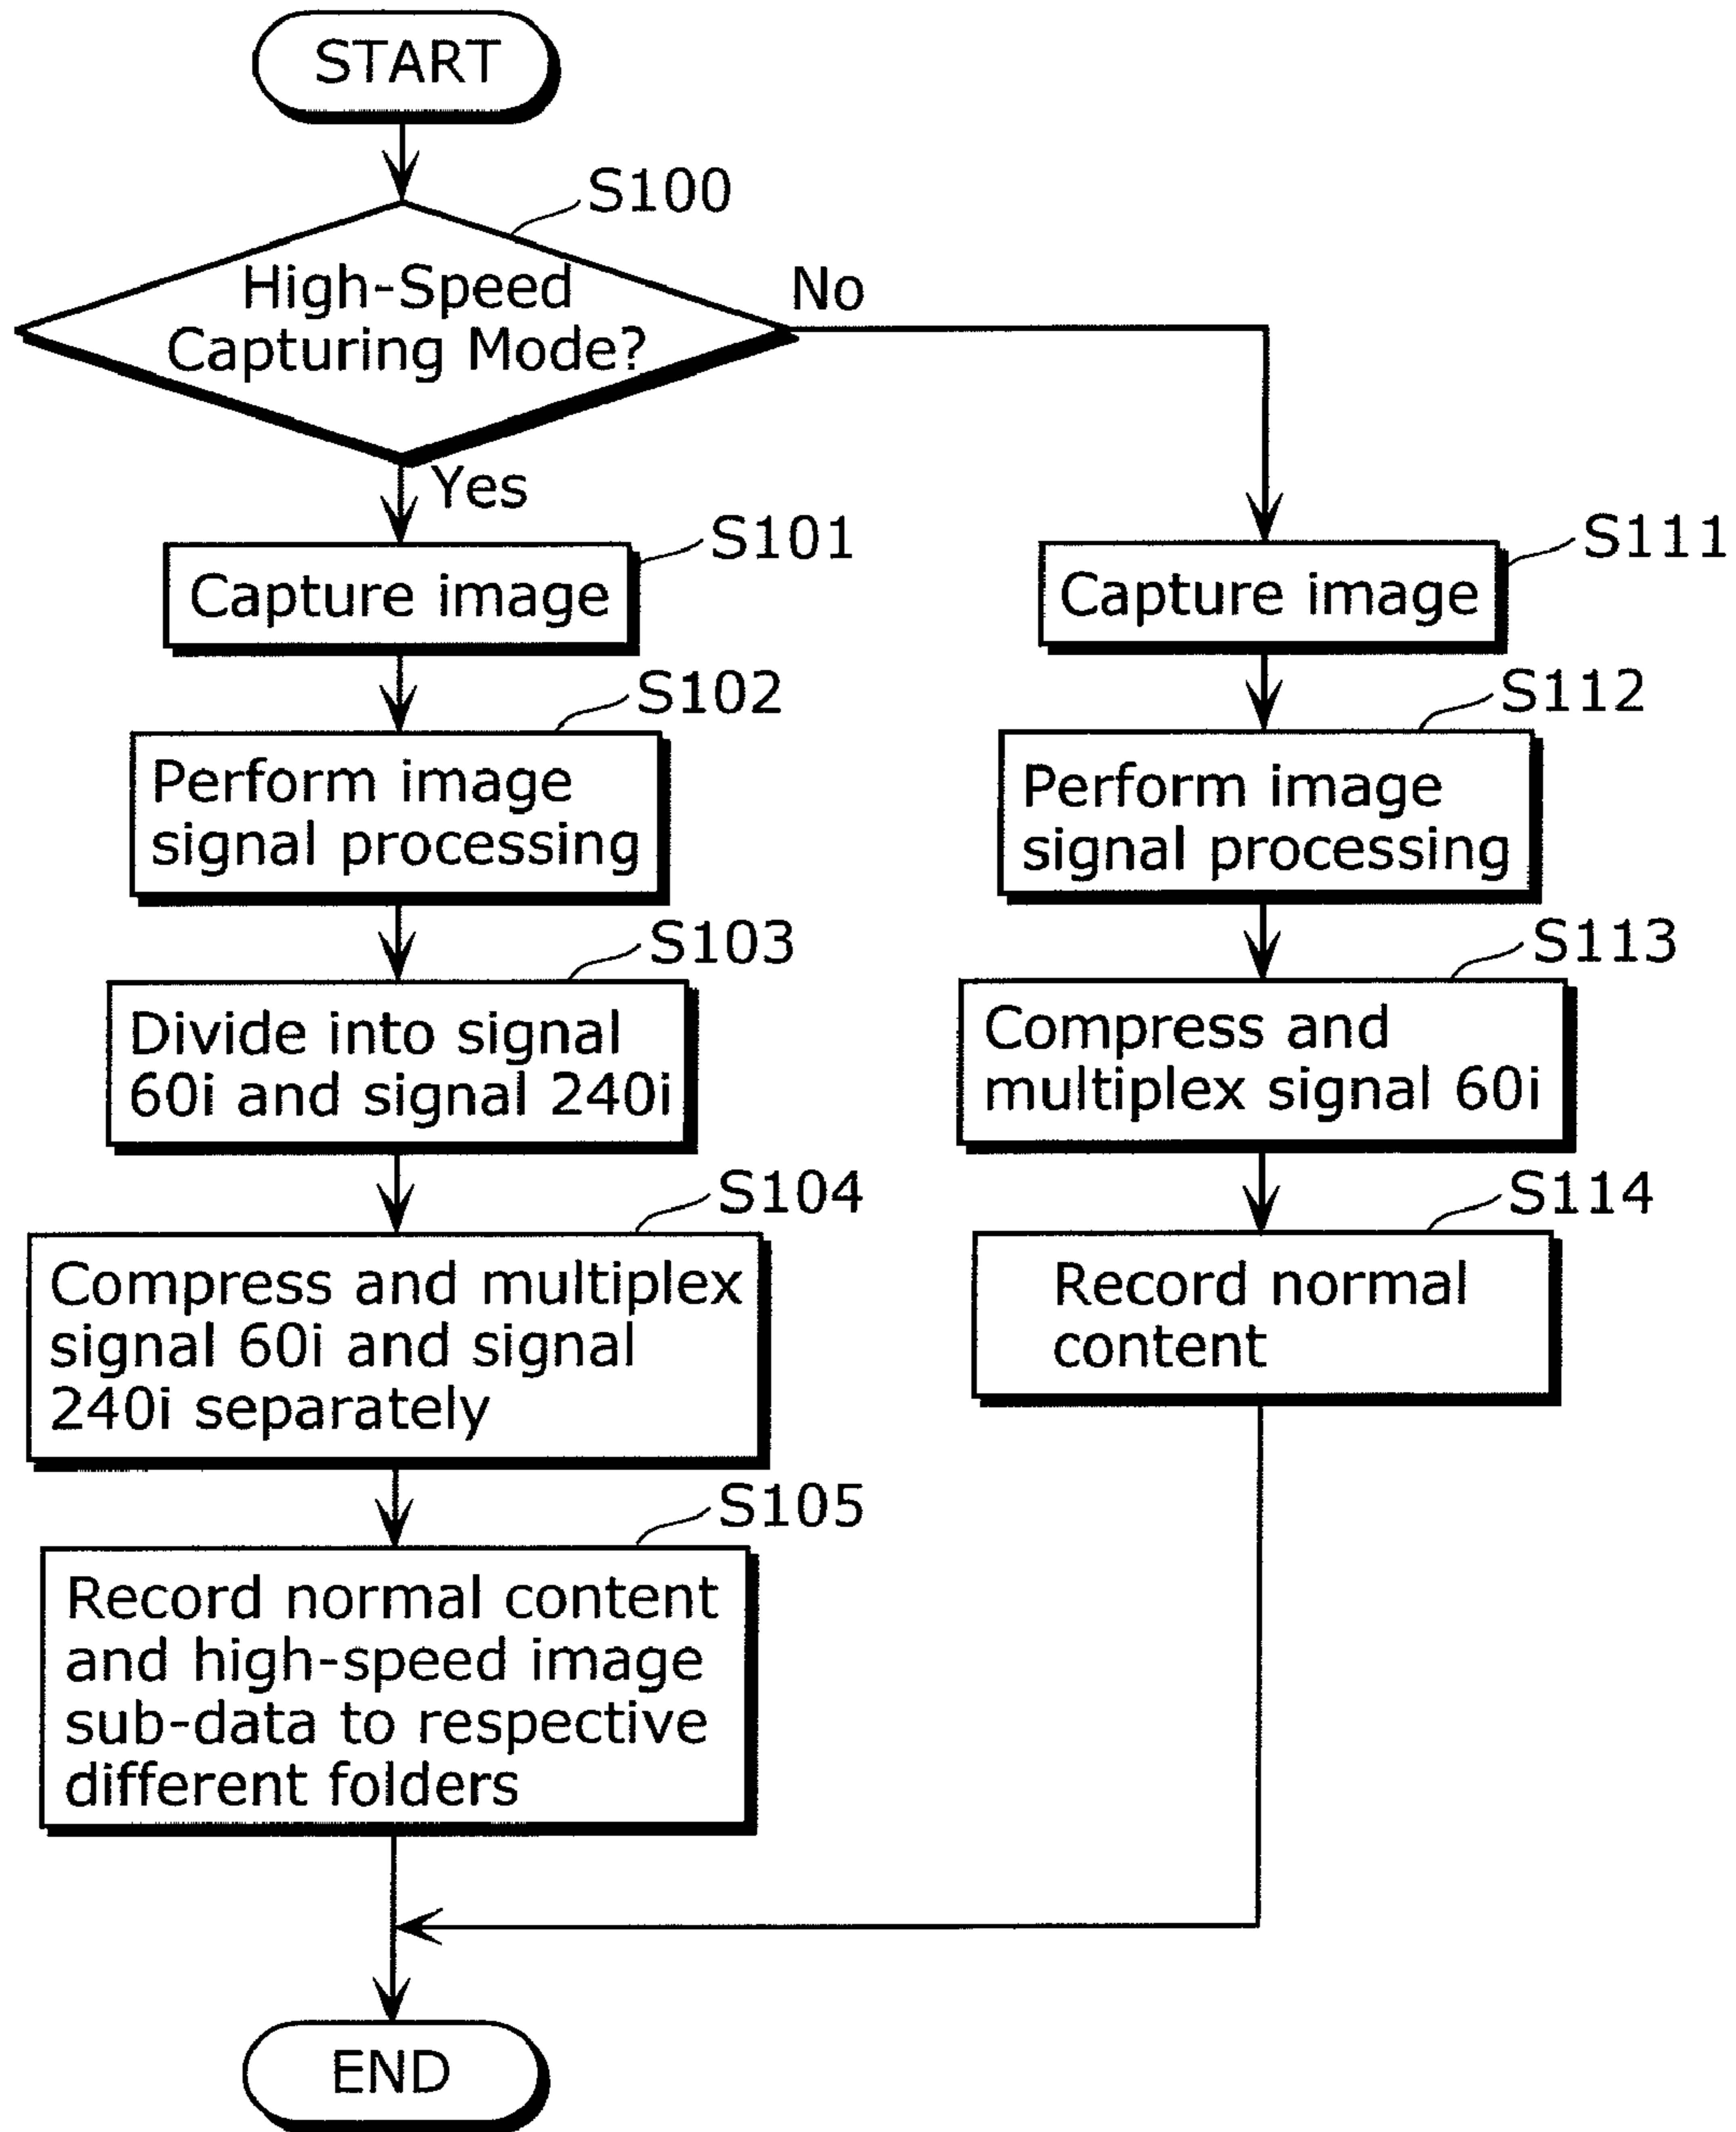 START
S100
High-Speed
Capturing Mode?
No
Yes
S101
Capture image
S102
Perform image
signal processing
S103
Divide into signal
60i and signal 240i
S104
Compress and multiplex
signal 60i and signal
240i separately
S105
Record normal content
and high-speed image
sub-data to respective
different folders
S111
Capture image
S112
Perform image
signal processing
S113
Compress and
multiplex signal 60i
S114
Record normal
content
END